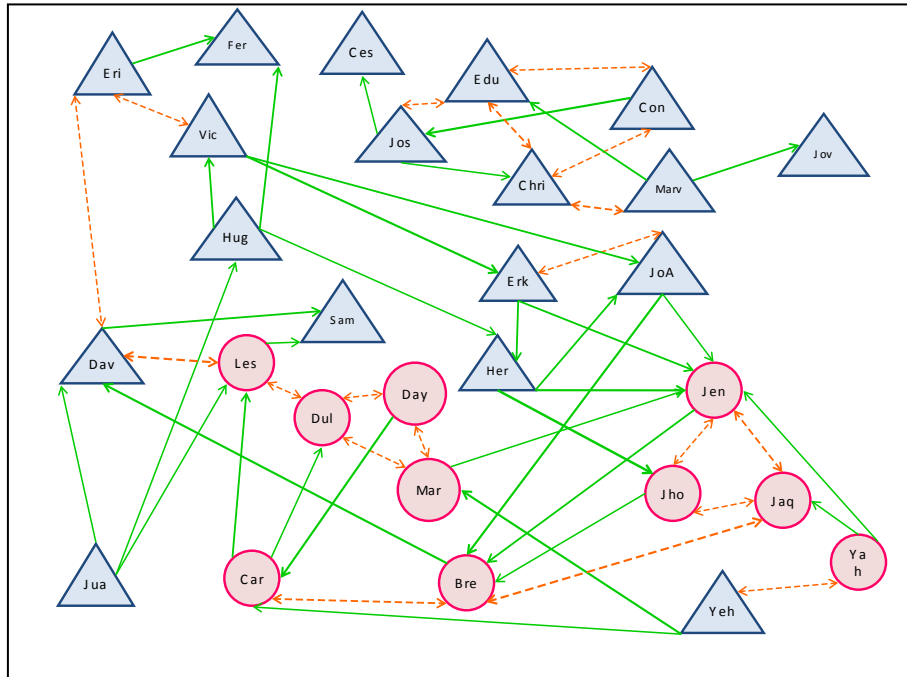 Fer
Ces
Eri
Edu
Con
Vic
Jos
Jov
Chri
Marv
Hug
Erk
JoA
Sam
Dav
Les
Her
Dul
Day
Jen
Mar
Jho
Jaq
Ya
h
Jua
Car
Bre
Yeh